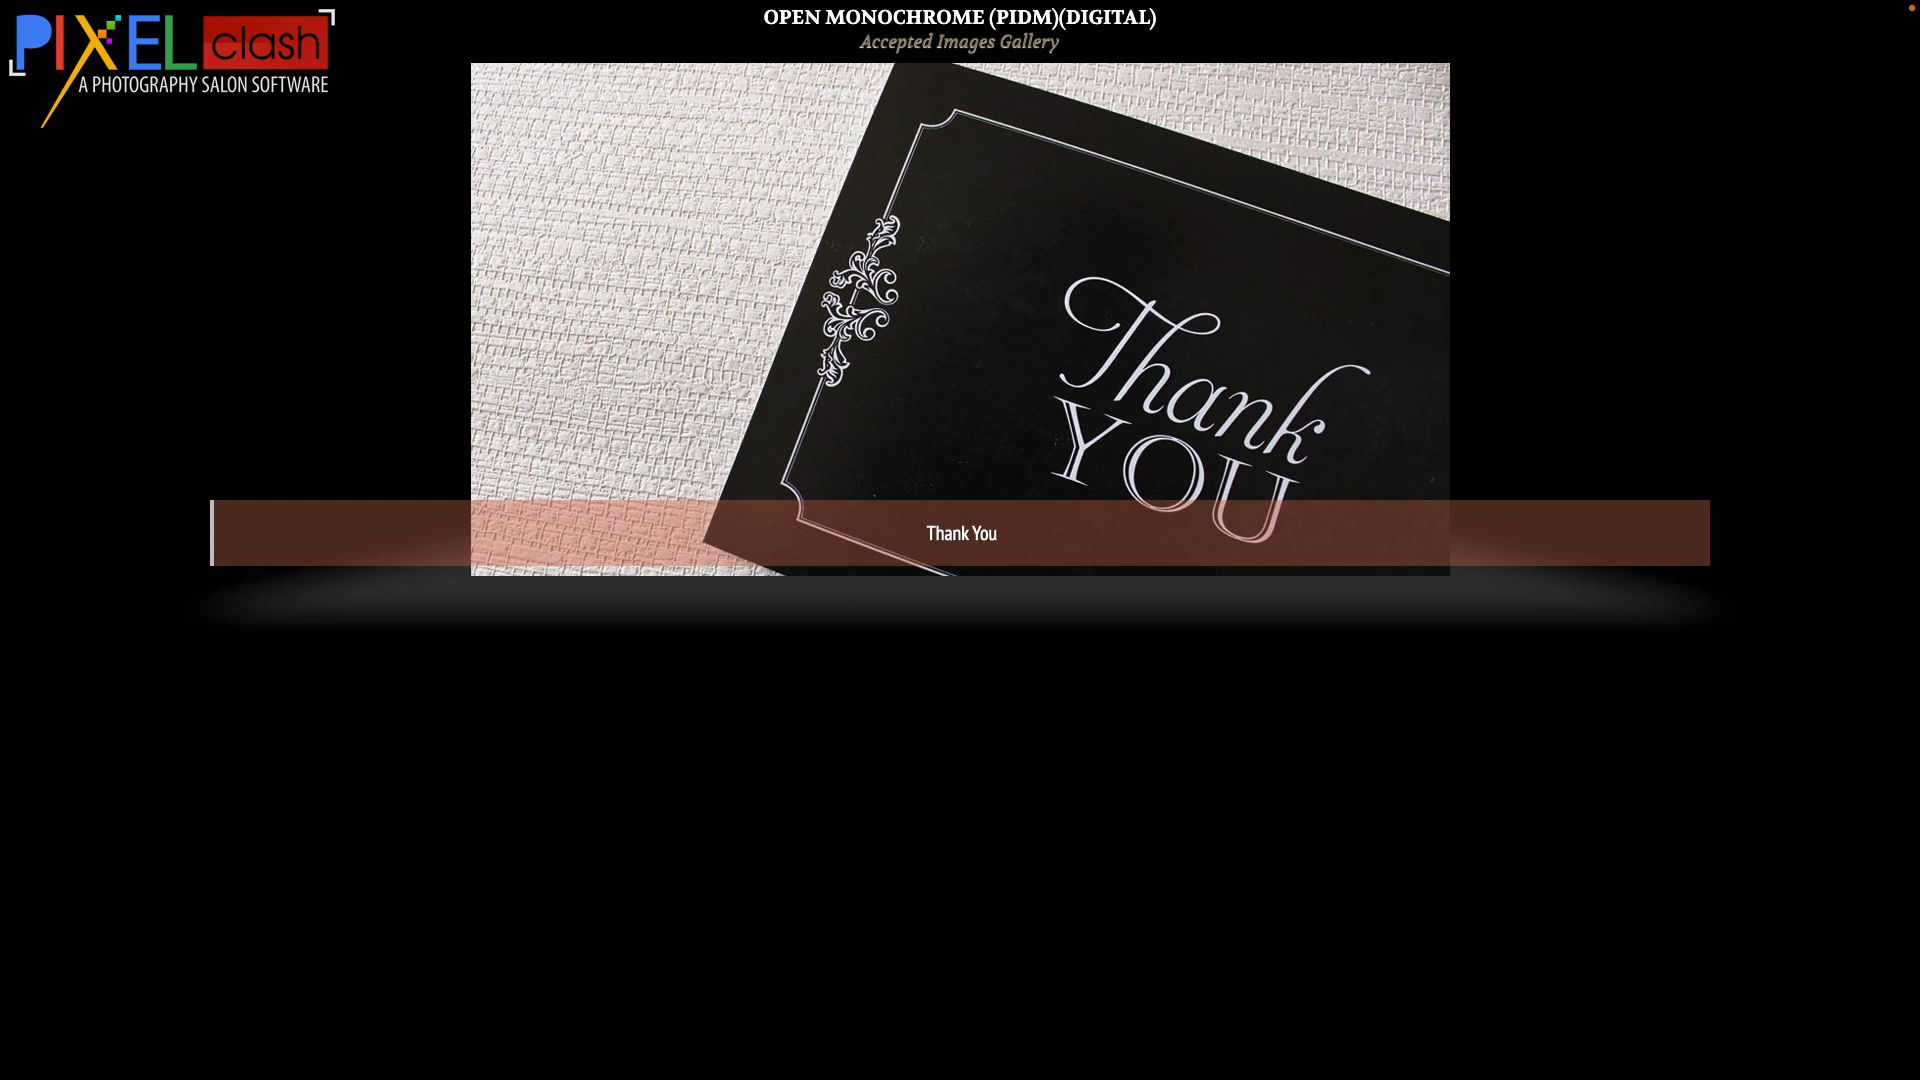 PIXEL clash
A PHOTOGRAPHY SALON SOFTWARE
OPEN MONOCHROME (PIDM)(DIGITAL)
Accepted Images Gallery
Thank
YOU
Thank You